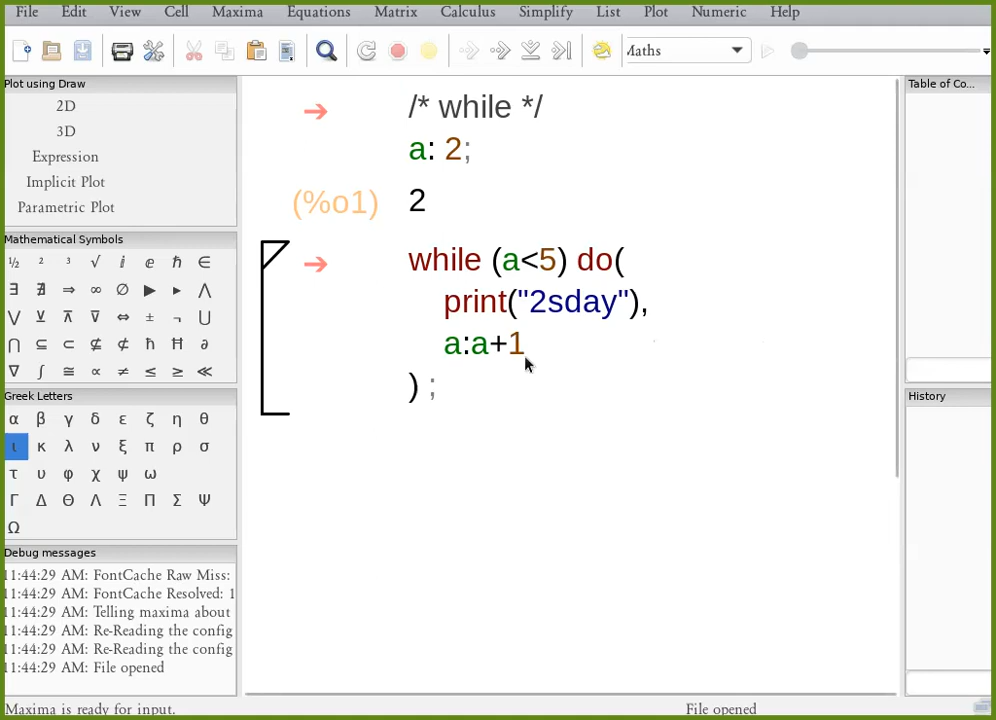 File Edit View Cell Maxima Equations Matrix Calculus Simplify List Plot Numeric Help
Maths
Plot using Draw
2D
3D
Expression
Implicit Plot
Parametric Plot
Mathematical Symbols
½ ² ³ √ ⅈ ⅇ ħ ∈
∃ ∄ ⇒ ∞ ∅ ▶ ▸ ⋀
⋁ ⊻ ⊼ ⊽ ⇔ ± ¬ ⋃
⋂ ⊆ ⊂ ⊈ ⊄ ħ Ħ ∂
∇ ∫ ≅ ∝ ≠ ≤ ≥ ≪
Greek Letters
α β γ δ ε ζ η θ
ι κ λ ν ξ π ρ σ
τ υ φ χ ψ ω
Γ Δ Θ Λ Ξ Π Σ Ψ
Ω
Debug messages
11:44:29 AM: FontCache Raw Miss:
11:44:29 AM: FontCache Resolved: 1
11:44:29 AM: Telling maxima about
11:44:29 AM: Re-Reading the config
11:44:29 AM: Re-Reading the config
11:44:29 AM: File opened
/* while */
a: 2;
(%o1) 2
while (a<5) do(
print("2sday"),
a:a+1
) ;
Table of Co...
History
Maxima is ready for input. File opened